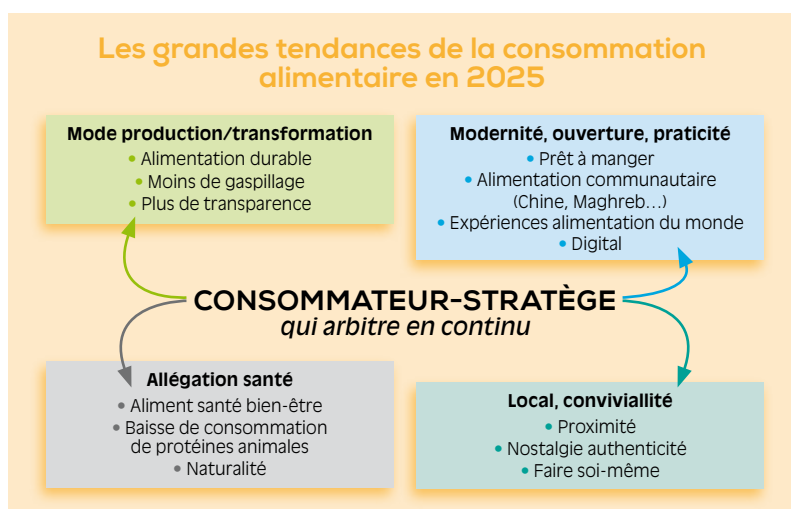 Les grandes tendances de la consommation
alimentaire en 2025
Mode production/transformation
• Alimentation durable
• Moins de gaspillage
• Plus de transparence
Modernité, ouverture, praticité
• Prêt à manger
• Alimentation communautaire
(Chine, Maghreb...)
• Expériences alimentation du monde
• Digital
CONSOMMATEUR-STRATÈGE
qui arbitre en continu
Allégation santé
• Aliment santé bien-être
• Baisse de consommation
de protéines animales
• Naturalité
Local, conviviallité
• Proximité
• Nostalgie authenticité
• Faire soi-même